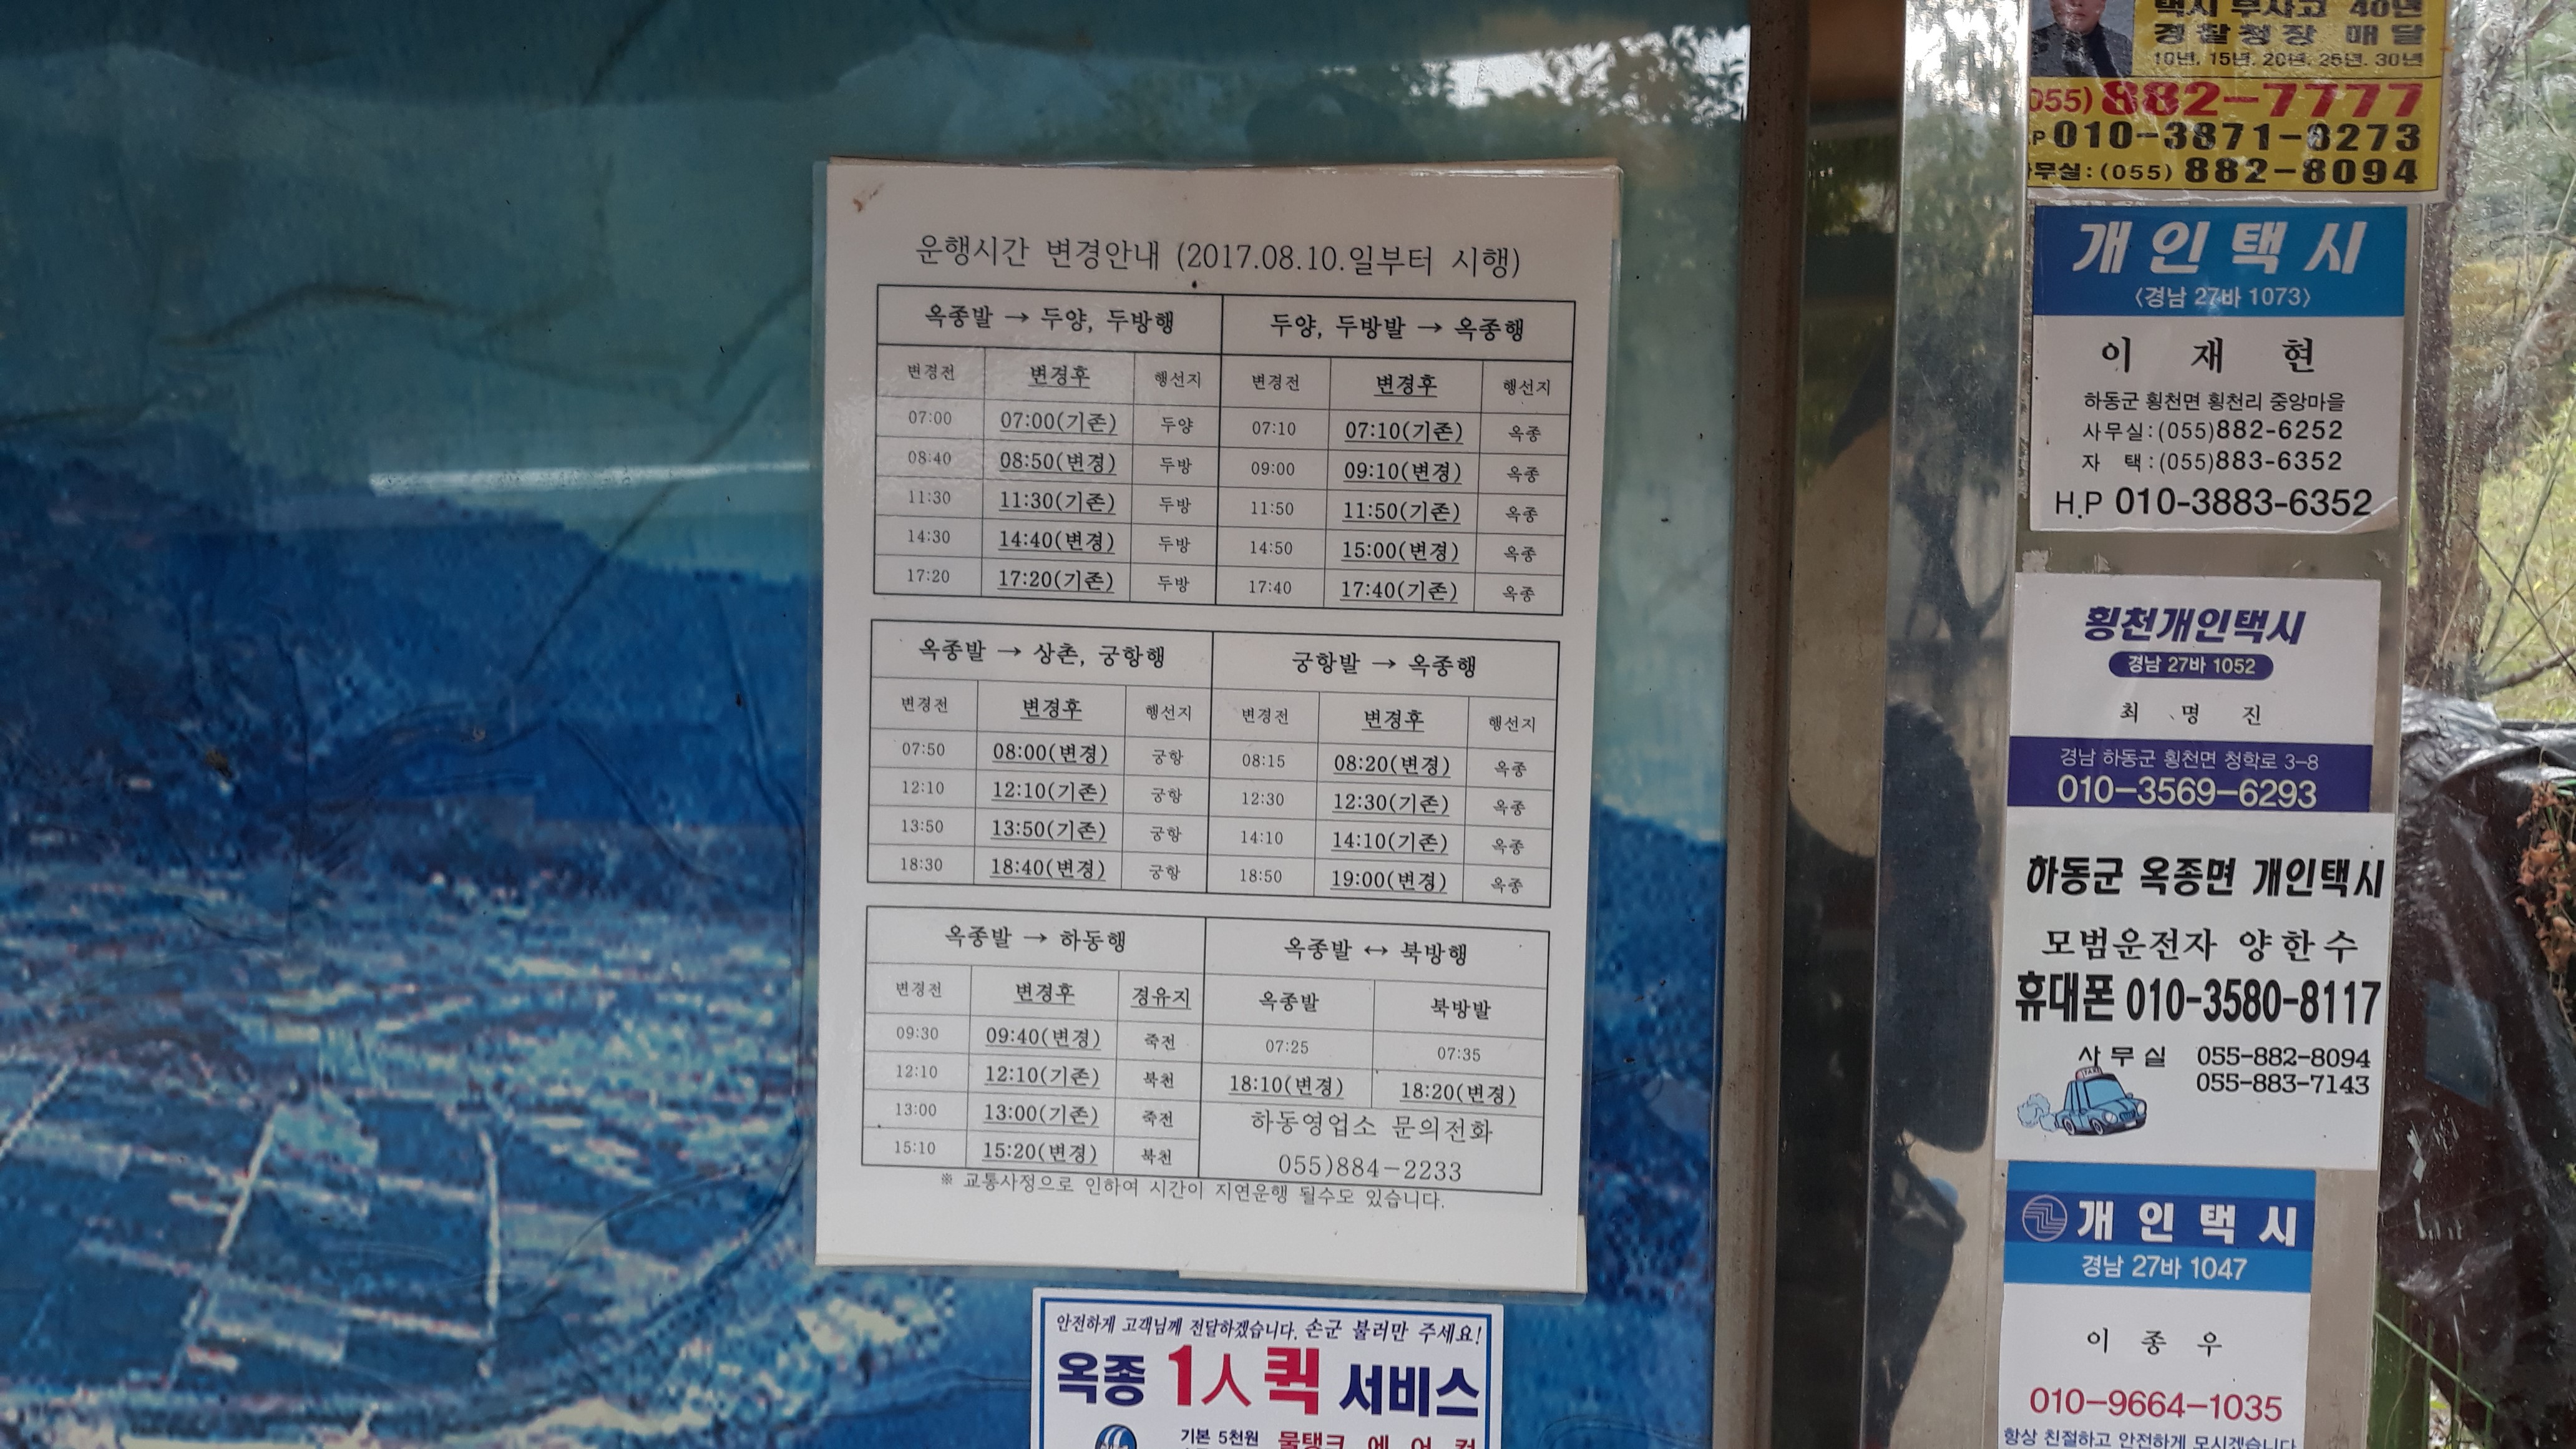 운행시간 변경안내 (2017.08.10.일부터 시행)
옥종발 → 두양, 두방행 두양, 두방발 → 옥종행
변경전 변경후 행선지 변경전 변경후 행선지
07:00 07:00(기존) 두양 07:10 07:10(기존) 옥종
08:40 08:50(변경) 두방 09:00 09:10(변경) 옥종
11:30 11:30(기존) 두방 11:50 11:50(기존) 옥종
14:30 14:40(변경) 두방 14:50 15:00(변경) 옥종
17:20 17:20(기존) 두방 17:40 17:40(기존) 옥종
옥종발 → 상촌, 궁항행 궁항발 → 옥종행
변경전 변경후 행선지 변경전 변경후 행선지
07:50 08:00(변경) 궁항 08:15 08:20(변경) 옥종
12:10 12:10(기존) 궁항 12:30 12:30(기존) 옥종
13:50 13:50(기존) 궁항 14:10 14:10(기존) 옥종
18:30 18:40(변경) 궁항 18:50 19:00(변경) 옥종
옥종발 → 하동행 옥종발 ↔ 북방행
변경전 변경후 경유지 옥종발 북방발
09:30 09:40(변경) 죽전 07:25 07:35
12:10 12:10(기존) 북천 18:10(변경) 18:20(변경)
13:00 13:00(기존) 죽전 하동영업소 문의전화
15:10 15:20(변경) 북천 055)884-2233
※ 교통사정으로 인하여 시간이 지연운행 될수도 있습니다.
안전하게 고객님께 전달하겠습니다. 손군 불러만 주세요!
옥종 1人 퀵 서비스
기본 5천원 물탱크 에 어 컨
택시 무사고 40년
경찰청장 메달
10년, 15년, 20년, 25년, 30년
055) 882-7777
P 010-3871-8273
사무실: (055) 882-8094
개인택시
〈경남 27바 1073〉
이 재 현
하동군 횡천면 횡천리 중앙마을
사무실:(055)882-6252
자 택:(055)883-6352
H.P 010-3883-6352
횡천개인택시
경남 27바 1052
최 명 진
경남 하동군 횡천면 청학로 3-8
010-3569-6293
하동군 옥종면 개인택시
모범운전자 양한수
휴대폰 010-3580-8117
사무실 055-882-8094
055-883-7143
TAXI
개 인 택 시
경남 27바 1047
이 종 우
010-9664-1035
항상 친절하고 안전하게 모시겠습니다.